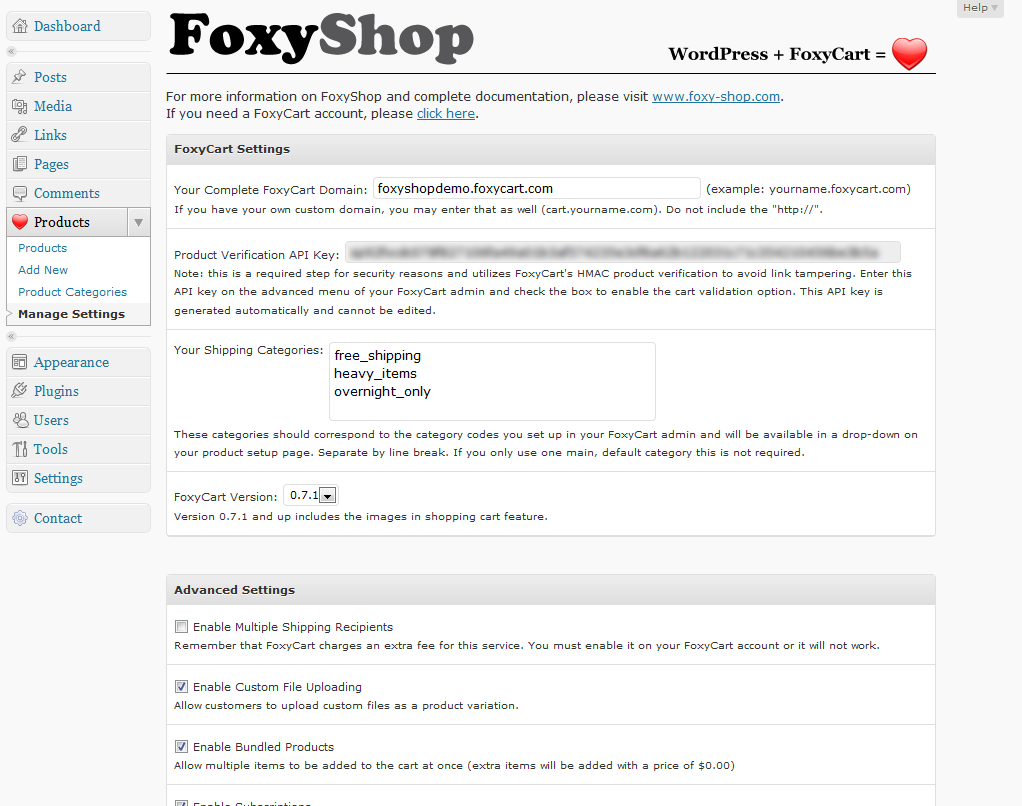 Help
Dashboard
FoxyShop
WordPress + FoxyCart =
Posts
Media
Links
Pages
Comments
Products
Products
Add New
Product Categories
Manage Settings
Appearance
Plugins
Users
Tools
Settings
Contact
For more information on FoxyShop and complete documentation, please visit www.foxy-shop.com.
If you need a FoxyCart account, please click here.
FoxyCart Settings
Your Complete FoxyCart Domain: foxyshopdemo.foxycart.com (example: yourname.foxycart.com)
If you have your own custom domain, you may enter that as well (cart.yourname.com). Do not include the "http://".
Product Verification API Key:
Note: this is a required step for security reasons and utilizes FoxyCart's HMAC product verification to avoid link tampering. Enter this
API key on the advanced menu of your FoxyCart admin and check the box to enable the cart validation option. This API key is
generated automatically and cannot be edited.
Your Shipping Categories: free_shipping
heavy_items
overnight_only
These categories should correspond to the category codes you set up in your FoxyCart admin and will be available in a drop-down on
your product setup page. Separate by line break. If you only use one main, default category this is not required.
FoxyCart Version: 0.7.1
Version 0.7.1 and up includes the images in shopping cart feature.
Advanced Settings
Enable Multiple Shipping Recipients
Remember that FoxyCart charges an extra fee for this service. You must enable it on your FoxyCart account or it will not work.
Enable Custom File Uploading
Allow customers to upload custom files as a product variation.
Enable Bundled Products
Allow multiple items to be added to the cart at once (extra items will be added with a price of $0.00)
Enable Subscriptions